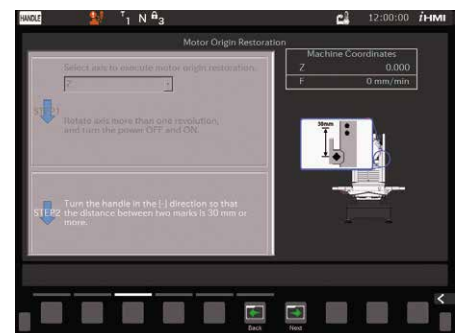 HANDLE
T1 N 3
12:00:00 iHMI
Motor Origin Restoration
Machine Coordinates
Z 0.000
F 0 mm/min
Select axis to execute motor origin restoration.
Z
STEP1
Rotate axis more than one revolution,
and turn the power OFF and ON.
30mm
Turn the handle in the [-] direction so that
STEP2 the distance between two marks is 30 mm or
more.
Back Next